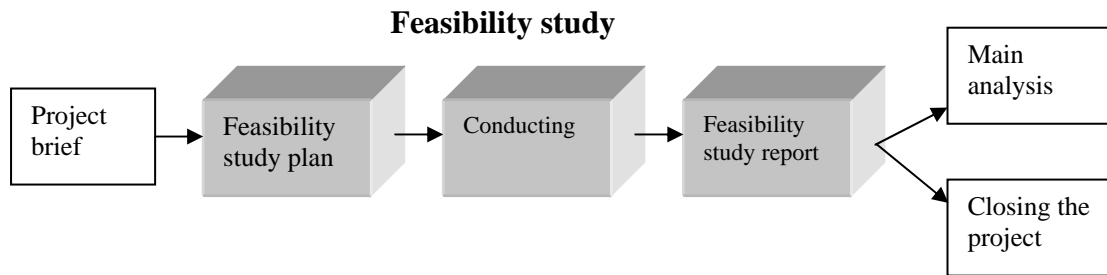 Feasibility study
Project
brief
Feasibility
study plan
Conducting
Feasibility
study report
Main
analysis
Closing the
project